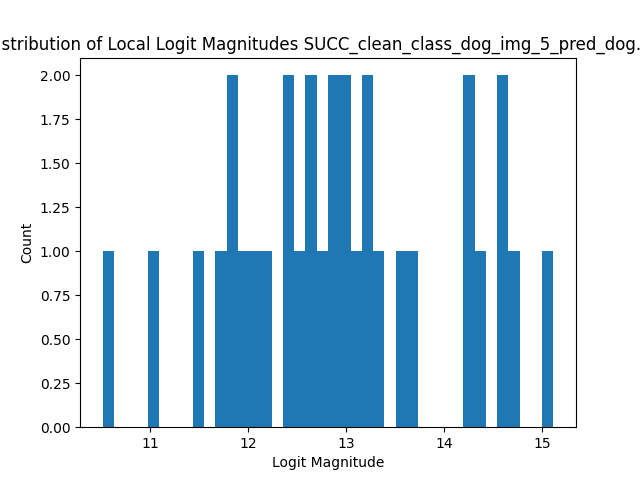 stribution of Local Logit Magnitudes SUCC_clean_class_dog_img_5_pred_dog.
2.00
1.75
1.50
1.25
1.00
0.75
0.50
0.25
0.00
Count
11 12 13 14 15
Logit Magnitude